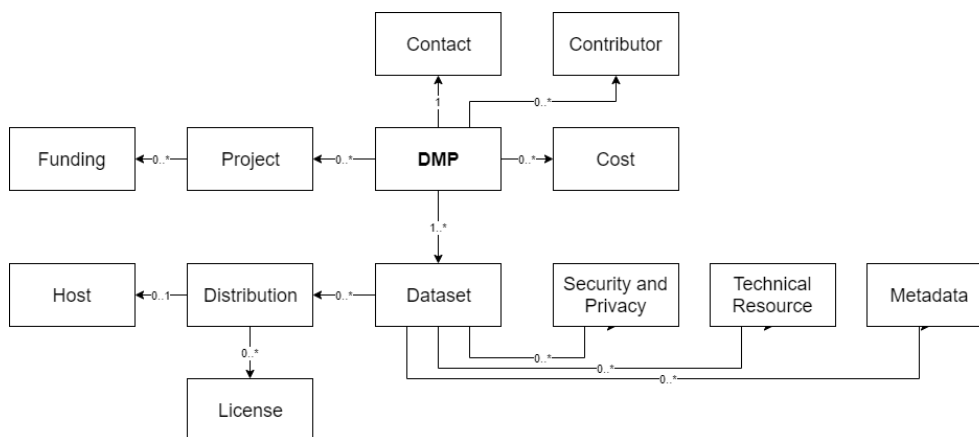 Contact
Contributor
1
0..*
Funding
0..*
Project
0..*
DMP
0..*
Cost
1..*
Host
0..1
Distribution
0..*
Dataset
Security and
Privacy
Technical
Resource
Metadata
0..*
0..*
0..*
0..*
License